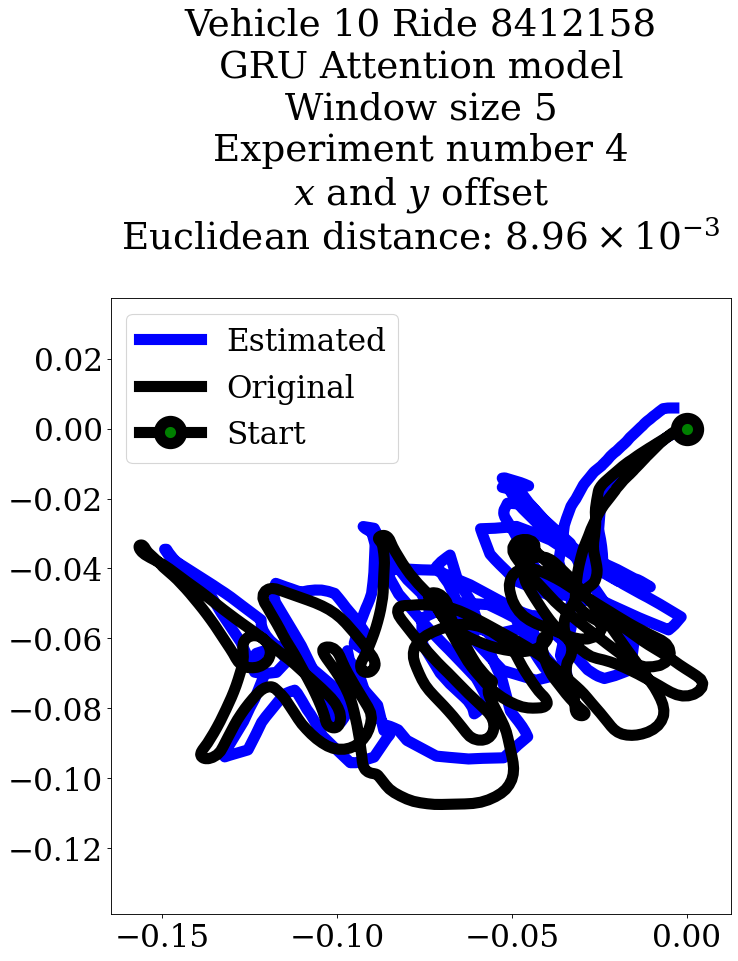 Vehicle 10 Ride 8412158
GRU Attention model
Window size 5
Experiment number 4
x and y offset
Euclidean distance: 8.96 × 10⁻³
Estimated
Original
Start
0.02
0.00
−0.02
−0.04
−0.06
−0.08
−0.10
−0.12
−0.15 −0.10 −0.05 0.00